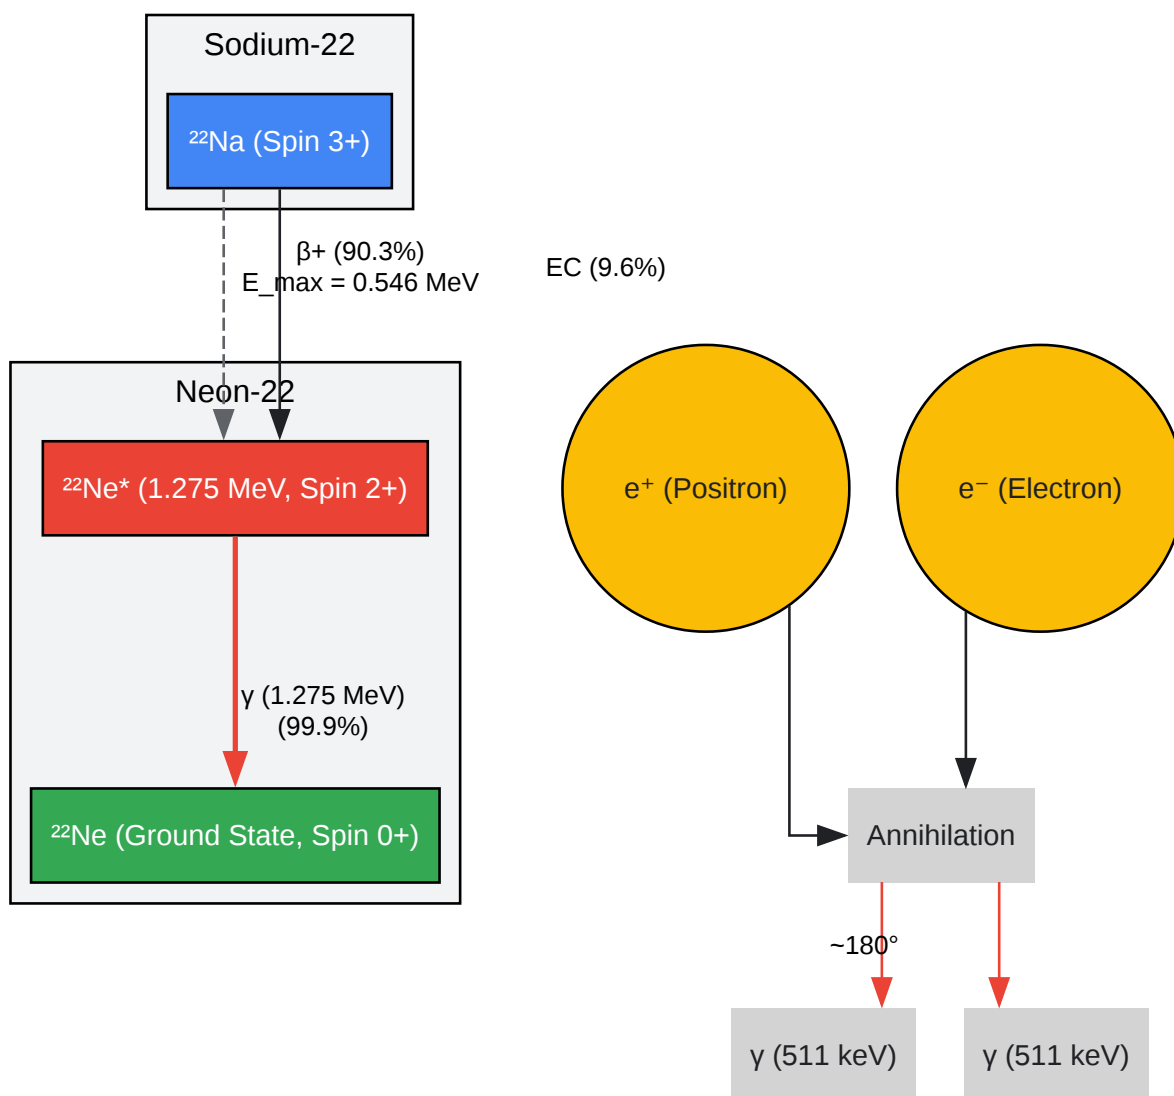 Sodium-22
²²Na (Spin 3+)
β+ (90.3%)
E_max = 0.546 MeV
EC (9.6%)
Neon-22
²²Ne* (1.275 MeV, Spin 2+)
e⁺ (Positron)
e⁻ (Electron)
γ (1.275 MeV)
(99.9%)
²²Ne (Ground State, Spin 0+)
Annihilation
~180°
γ (511 keV)
γ (511 keV)